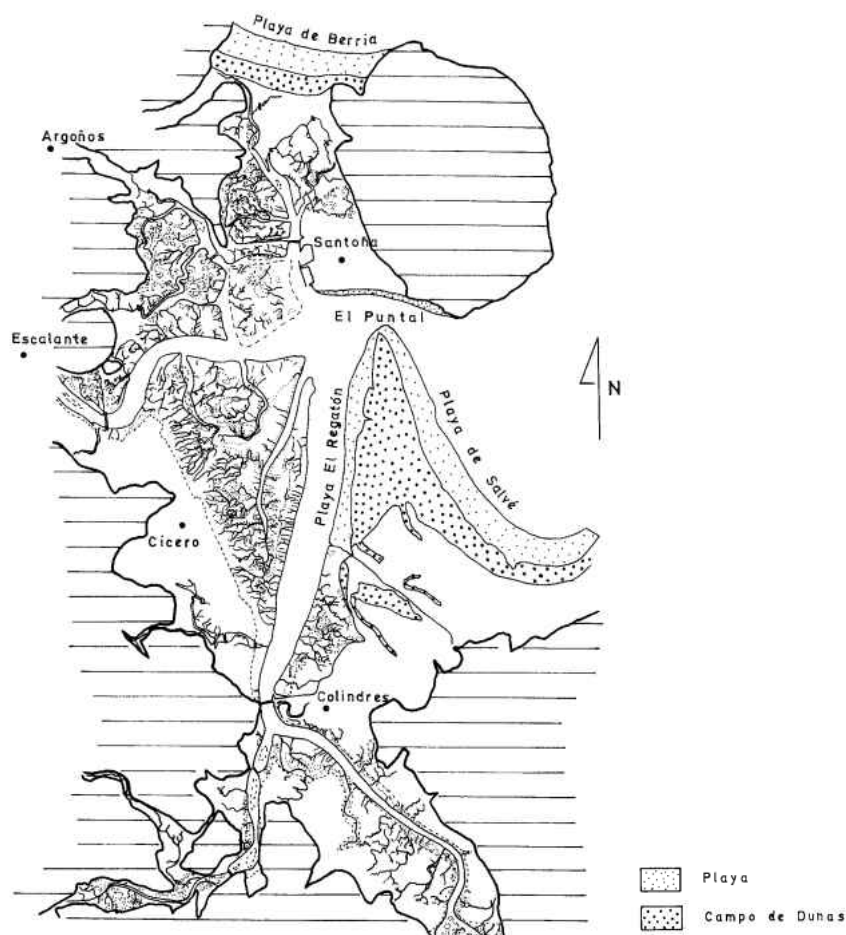 Playa de Berria
Argoños
Santoña
El Puntal
Escalante
N
Playa El Regatón
Playa de Salvé
Cicero
Colindres
Playa
Campo de Dunas